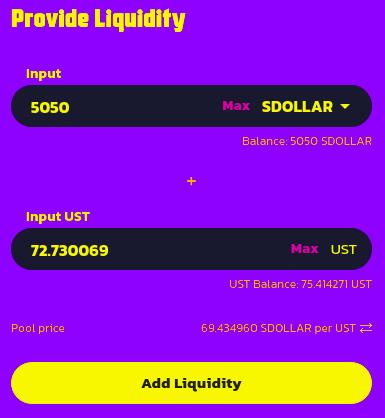 Provide Liquidity
Input
5050 Max SDOLLAR
Balance: 5050 SDOLLAR
+
Input UST
72.730069 Max UST
UST Balance: 75.414271 UST
Pool price 69.434960 SDOLLAR per UST
Add Liquidity